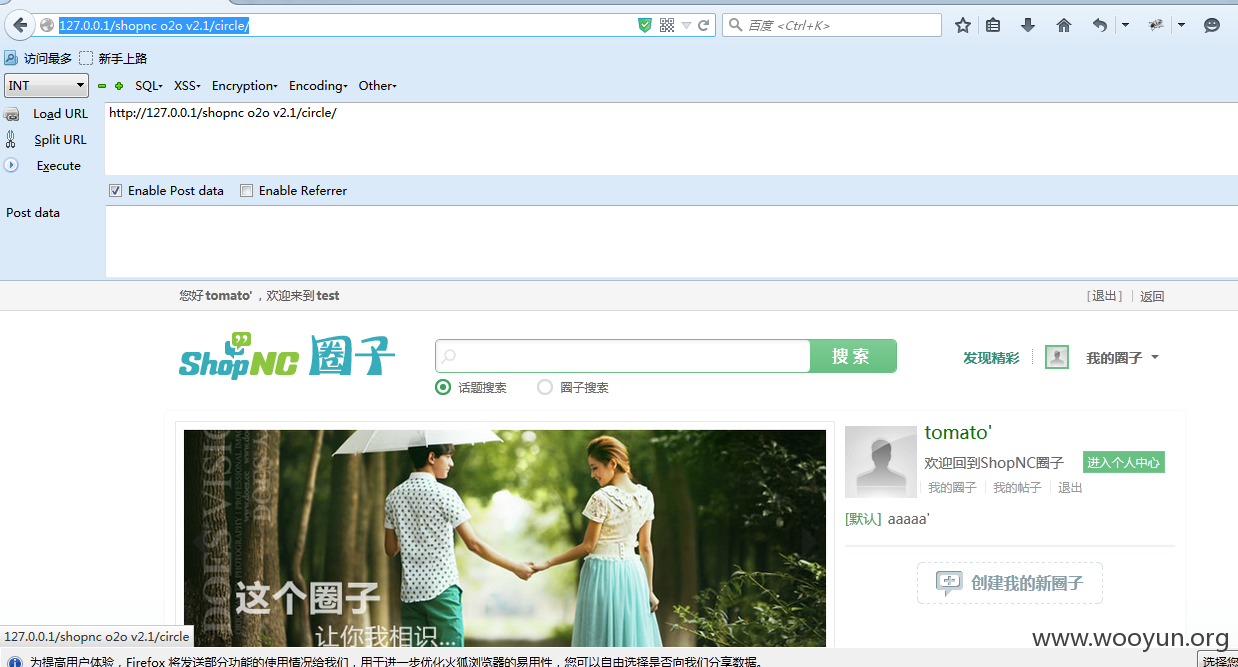 127.0.0.1/shopnc o2o v2.1/circle/
百度 <Ctrl+K>
访问最多 新手上路
INT SQL XSS Encryption Encoding Other
Load URL http://127.0.0.1/shopnc o2o v2.1/circle/
Split URL
Execute
Enable Post data Enable Referrer
Post data
您好 tomato' ，欢迎来到 test [退出] 返回
ShopNC 圈子
搜索
发现精彩 我的圈子
话题搜索 圈子搜索
tomato'
欢迎回到ShopNC圈子 进入个人中心
我的圈子 我的帖子 退出
[默认] aaaaa'
创建我的新圈子
这个圈子
让你我相识...
127.0.0.1/shopnc o2o v2.1/circle
www.wooyun.org
为提高用户体验，Firefox 将发送部分功能的使用情况给我们，用于进一步优化火狐浏览器的易用性，您可以自由选择是否向我们分享数据。
选择您